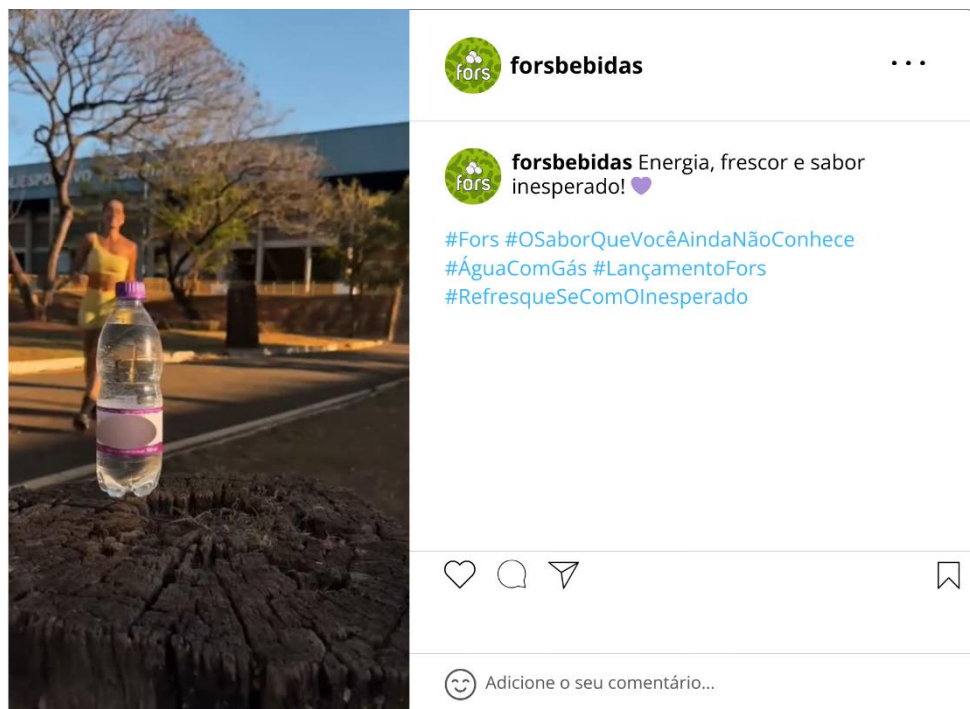 fors
forsbebidas
fors
forsbebidas Energia, frescor e sabor
inesperado! 💜
#Fors #OSaborQueVocêAindaNãoConhece
#ÁguaComGás #LançamentoFors
#RefresqueSeComOInesperado
Adicione o seu comentário...